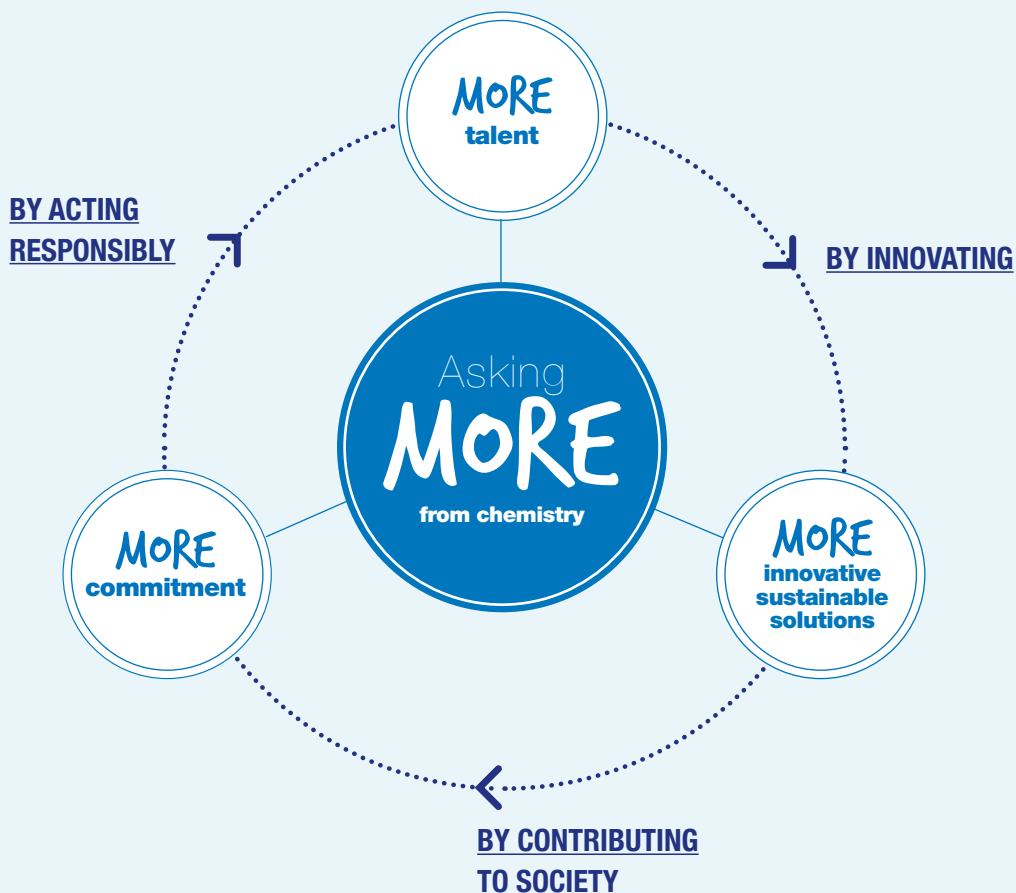 MORE
talent
BY ACTING
RESPONSIBLY
BY INNOVATING
Asking
MORE
from chemistry
MORE
commitment
MORE
innovative
sustainable
solutions
BY CONTRIBUTING
TO SOCIETY